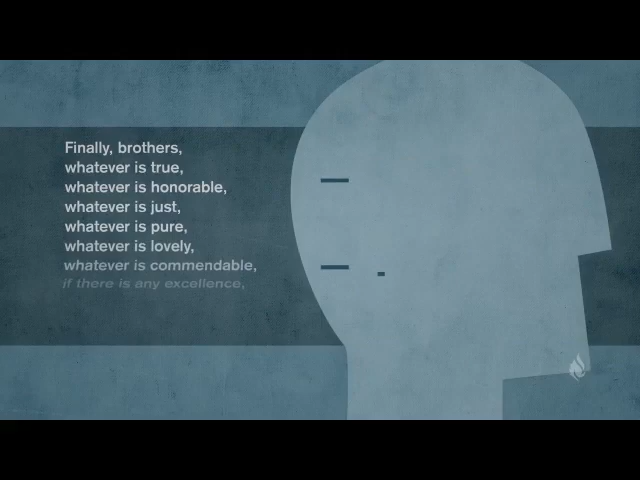 Finally, brothers,
whatever is true,
whatever is honorable,
whatever is just,
whatever is pure,
whatever is lovely,
whatever is commendable,
if there is any excellence,